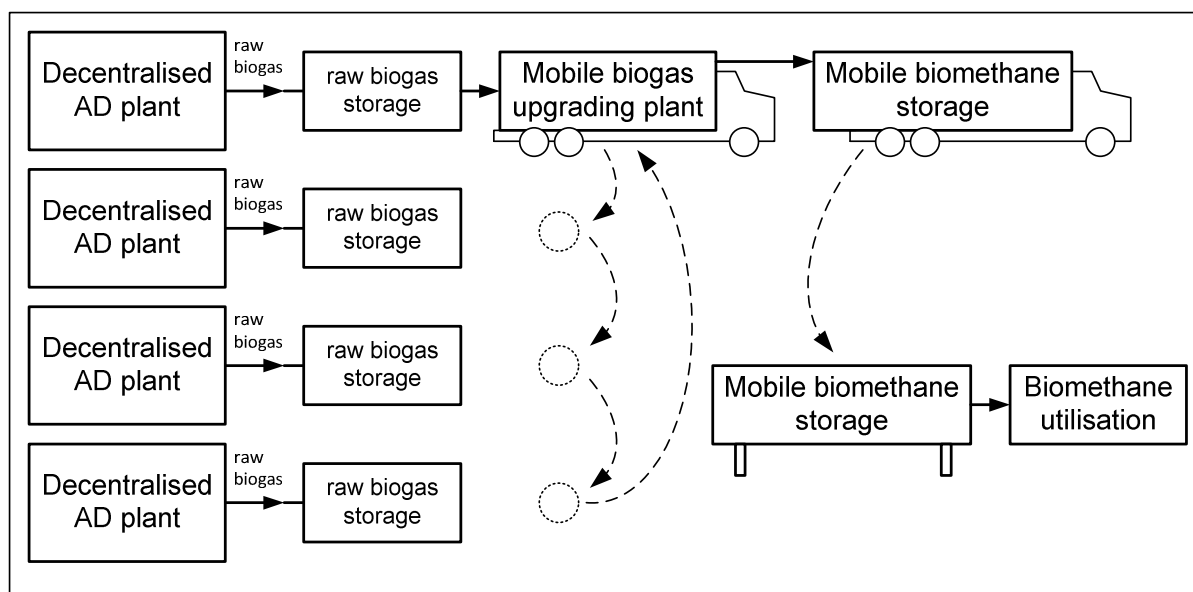 Decentralised
AD plant
raw
biogas
raw biogas
storage
Mobile biogas
upgrading plant
Mobile biomethane
storage
Decentralised
AD plant
raw
biogas
raw biogas
storage
Decentralised
AD plant
raw
biogas
raw biogas
storage
Mobile biomethane
storage
Biomethane
utilisation
Decentralised
AD plant
raw
biogas
raw biogas
storage